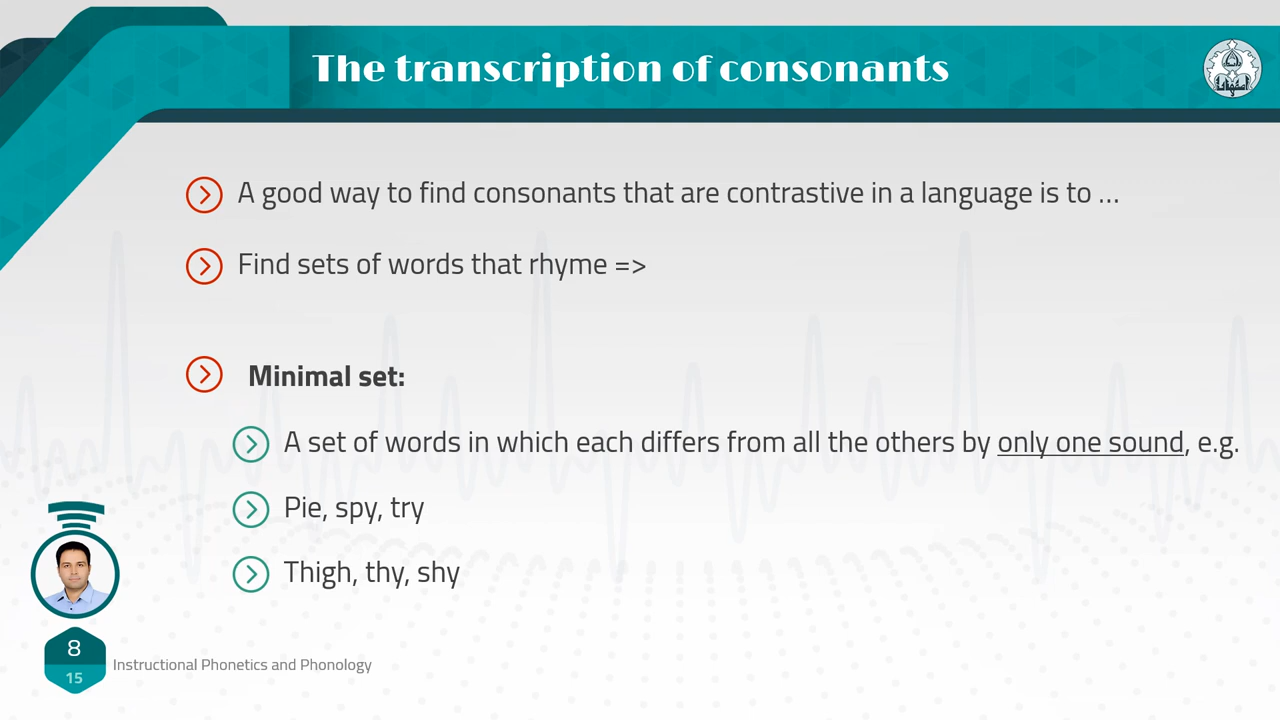 The transcription of consonants
A good way to find consonants that are contrastive in a language is to ...
Find sets of words that rhyme =>
Minimal set:
A set of words in which each differs from all the others by only one sound, e.g.
Pie, spy, try
Thigh, thy, shy
8
15
Instructional Phonetics and Phonology